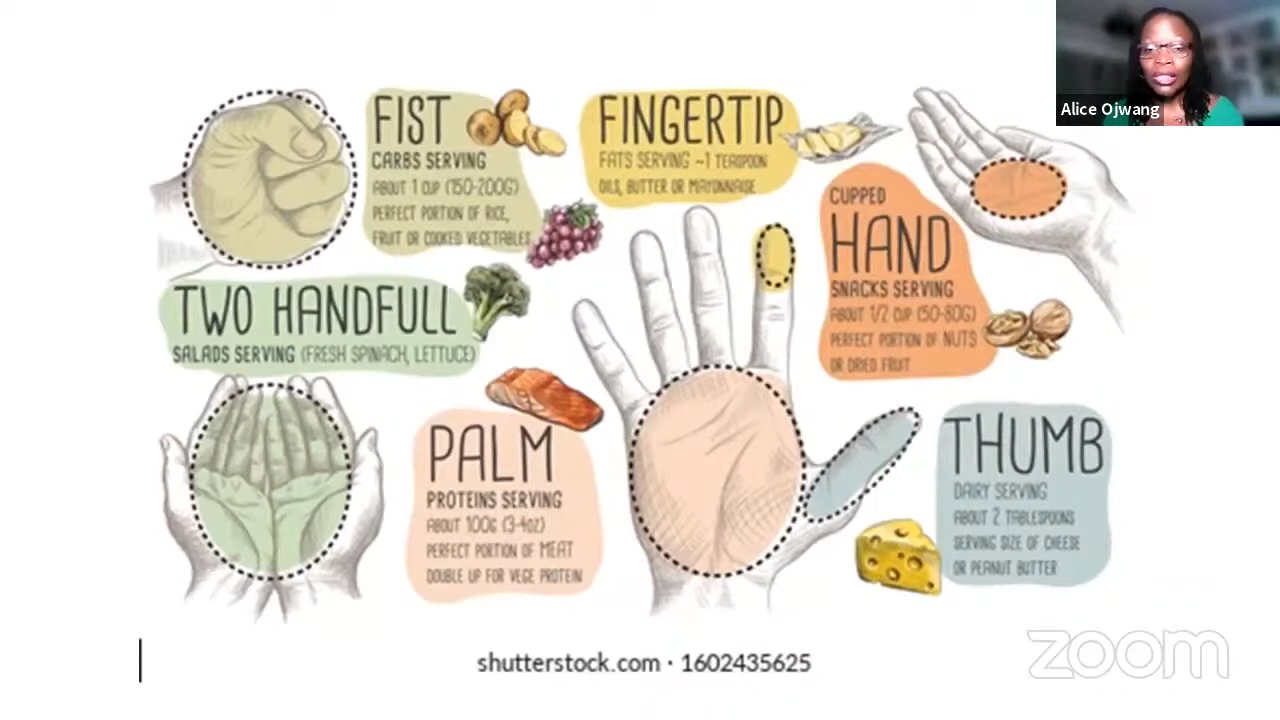 Alice Ojwang
FIST
CARBS SERVING
ABOUT 1 CUP (150-200G)
PERFECT PORTION OF RICE,
FRUIT OR COOKED VEGETABLES
FINGERTIP
FATS SERVING ~1 TEASPOON
OILS, BUTTER OR MAYONNAISE
CUPPED
HAND
SNACKS SERVING
ABOUT 1/2 CUP (50-80G)
PERFECT PORTION OF NUTS
OR DRIED FRUIT
TWO HANDFULL
SALADS SERVING (FRESH SPINACH, LETTUCE)
PALM
PROTEINS SERVING
ABOUT 100G (3-4OZ)
PERFECT PORTION OF MEAT
DOUBLE UP FOR VEGE PROTEIN
THUMB
DAIRY SERVING
ABOUT 2 TABLESPOONS
SERVING SIZE OF CHEESE
OR PEANUT BUTTER
shutterstock.com · 1602435625
zoom